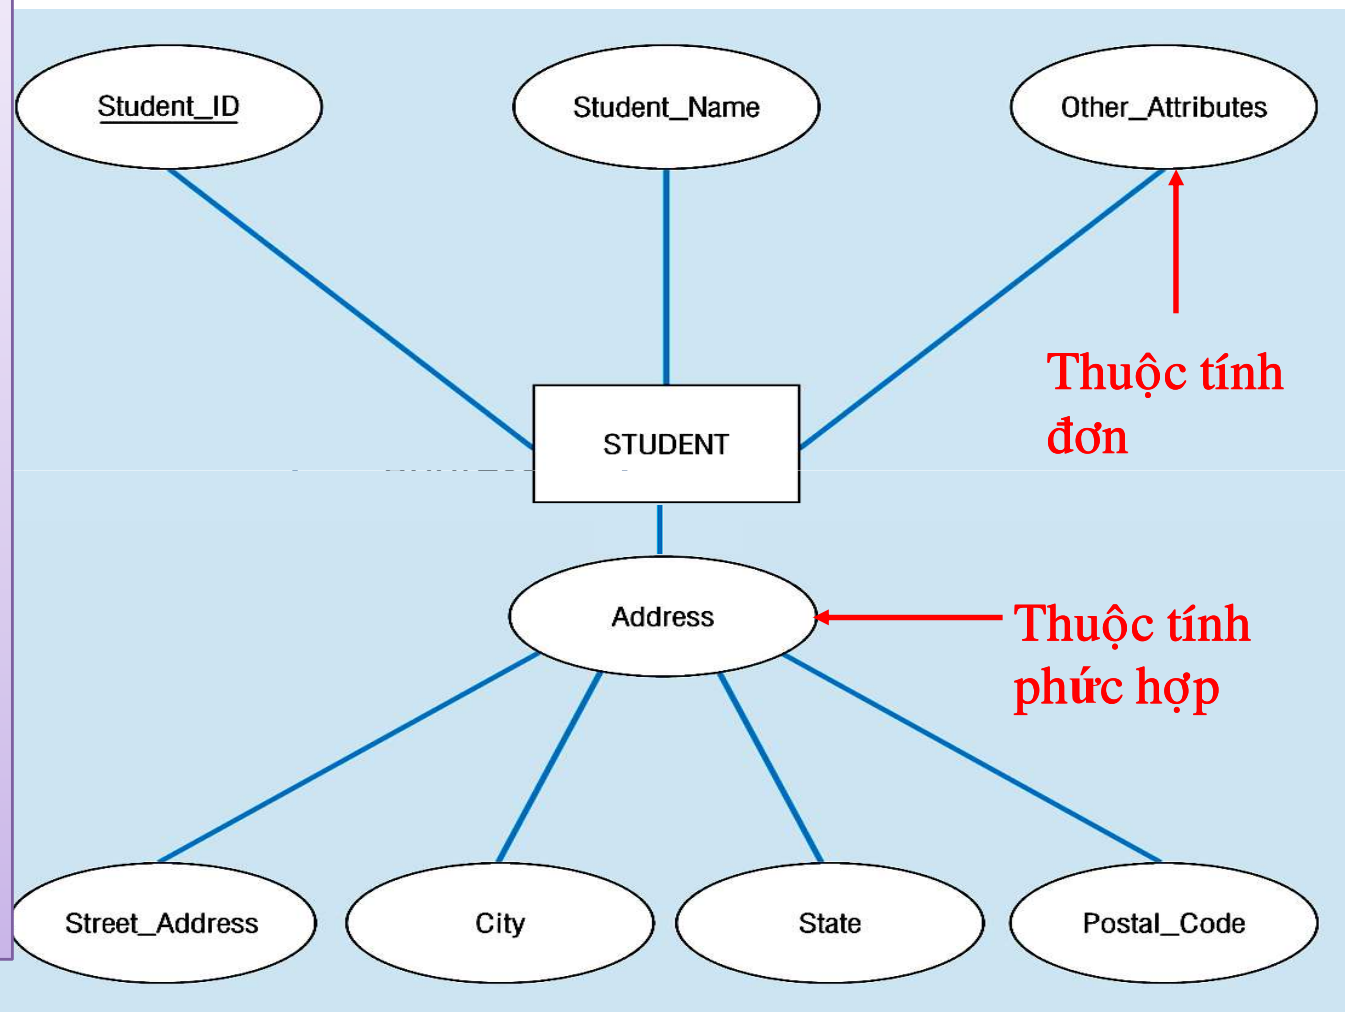 Student_ID
Student_Name
Other_Attributes
Thuộc tính
đơn
STUDENT
Address
Thuộc tính
phức hợp
Street_Address
City
State
Postal_Code